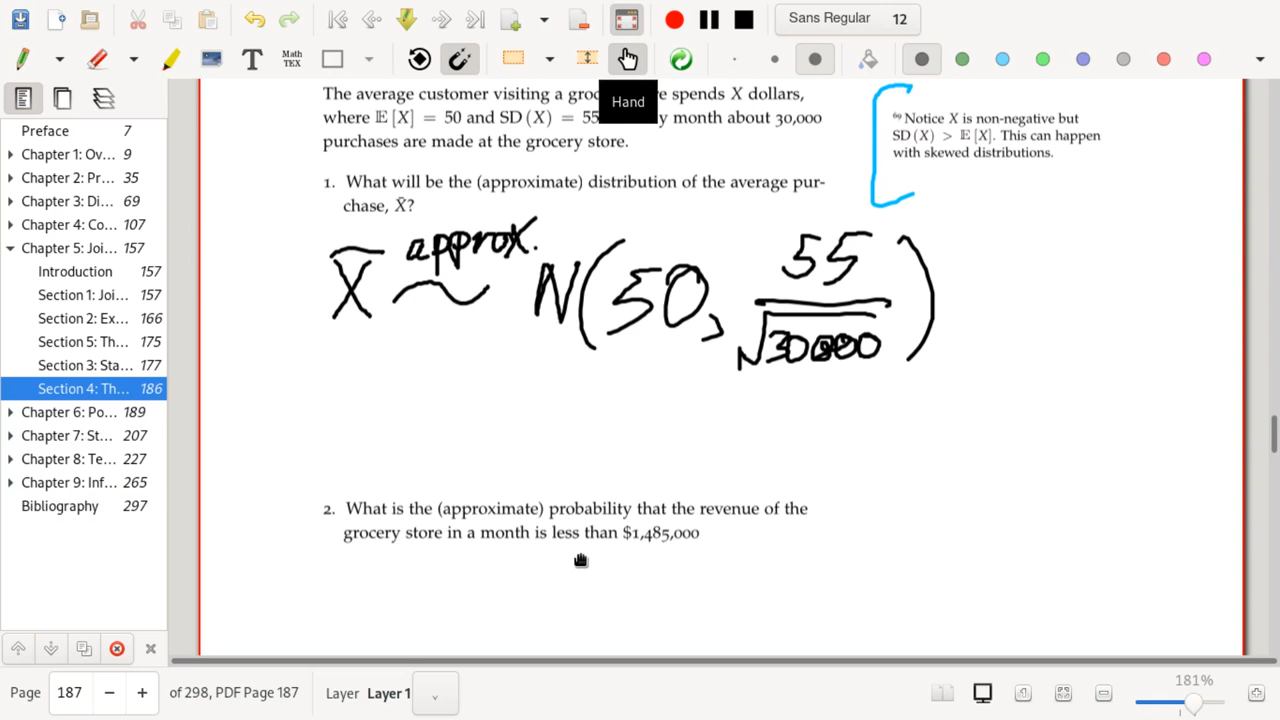 Sans Regular 12
T Math TEX
Hand
Preface 7
Chapter 1: Ov... 9
Chapter 2: Pr... 35
Chapter 3: Di... 69
Chapter 4: Co... 107
Chapter 5: Joi... 157
Introduction 157
Section 1: Joi... 157
Section 2: Ex... 166
Section 5: Th... 175
Section 3: Sta... 177
Section 4: Th... 186
Chapter 6: Po... 189
Chapter 7: St... 207
Chapter 8: Te... 227
Chapter 9: Inf... 265
Bibliography 297
The average customer visiting a spends X dollars,
where 𝔼 [X] = 50 and SD (X) = 55 month about 30,000
purchases are made at the grocery store.
69 Notice X is non-negative but
SD (X) > 𝔼 [X]. This can happen
with skewed distributions.
1. What will be the (approximate) distribution of the average pur-
chase, X̄?
X̄ approx. ~ N(50, 55/√30000)
2. What is the (approximate) probability that the revenue of the
grocery store in a month is less than $1,485,000
Page 187 − + of 298, PDF Page 187 Layer Layer 1 181%